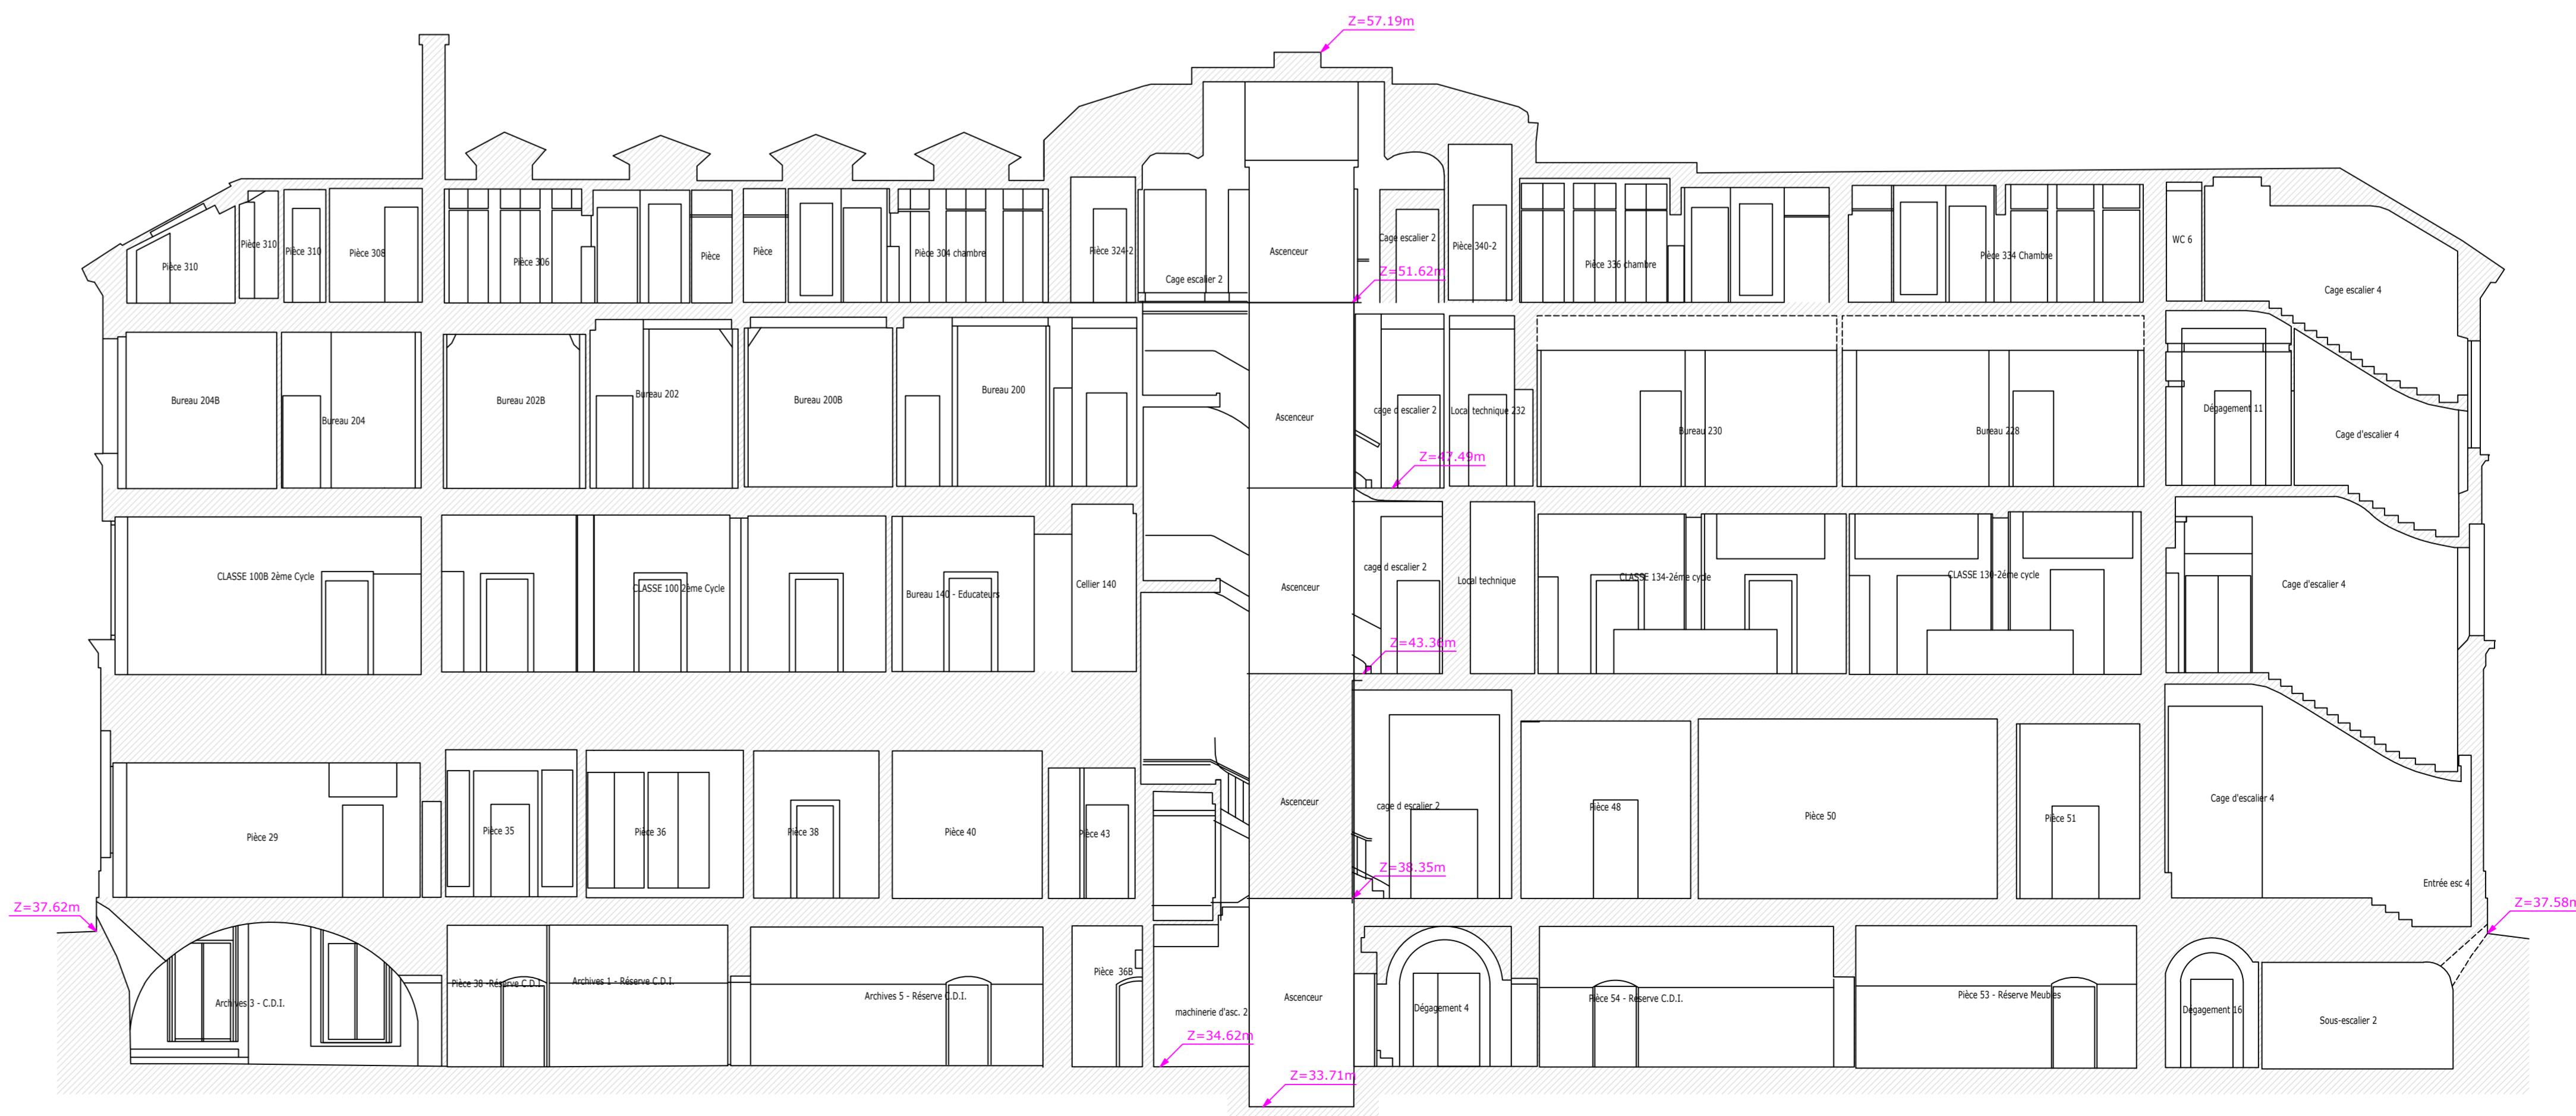 Z=57.19m
Pièce 310
Pièce 310
Pièce 310
Pièce 308
Pièce 306
Pièce
Pièce
Pièce 304 chambre
Pièce 324-2
Cage escalier 2
Ascenceur
Cage escalier 2
Pièce 340-2
Z=51.62m
Pièce 336 chambre
Pièce 334 Chambre
WC 6
Cage escalier 4
Bureau 204B
Bureau 204
Bureau 202B
Bureau 202
Bureau 200B
Bureau 200
Ascenceur
cage d escalier 2
Local technique 232
Bureau 230
Bureau 228
Dégagement 11
Cage d'escalier 4
Z=47.49m
CLASSE 100B 2ème Cycle
CLASSE 100 2ème Cycle
Bureau 140 - Educateurs
Cellier 140
Ascenceur
cage d escalier 2
Local technique
CLASSE 134-2éme cycle
CLASSE 130-2éme cycle
Cage d'escalier 4
Z=43.36m
Pièce 29
Pièce 35
Pièce 36
Pièce 38
Pièce 40
Pièce 43
Ascenceur
cage d escalier 2
Pièce 48
Pièce 50
Pièce 51
Cage d'escalier 4
Z=38.35m
Entrée esc 4
Z=37.62m
Z=37.58m
Archives 3 - C.D.I.
Pièce 3B -Réserve C.D.I.
Archives 1 - Réserve C.D.I.
Archives 5 - Réserve C.D.I.
Pièce 36B
machinerie d'asc. 2
Ascenceur
Dégagement 4
Pièce 54 - Réserve C.D.I.
Pièce 53 - Réserve Meubles
Dégagement 16
Sous-escalier 2
Z=34.62m
Z=33.71m